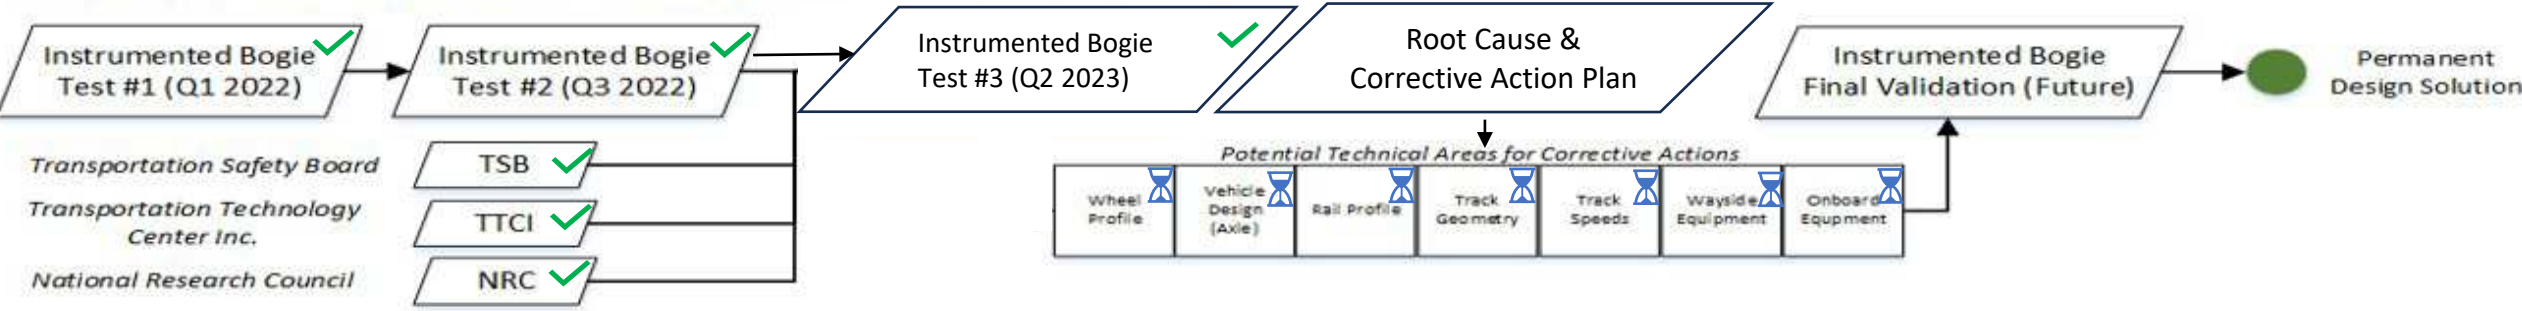 Instrumented Bogie
Test #1 (Q1 2022)
Instrumented Bogie
Test #2 (Q3 2022)
Instrumented Bogie
Test #3 (Q2 2023)
Root Cause &
Corrective Action Plan
Instrumented Bogie
Final Validation (Future)
Permanent
Design Solution
Transportation Safety Board
TSB
Transportation Technology
Center Inc.
TTCI
National Research Council
NRC
Potential Technical Areas for Corrective Actions
Wheel
Profile
Vehicle
Design
(Axle)
Rail Profile
Track
Geometry
Track
Speeds
Wayside
Equipment
Onboard
Equpment